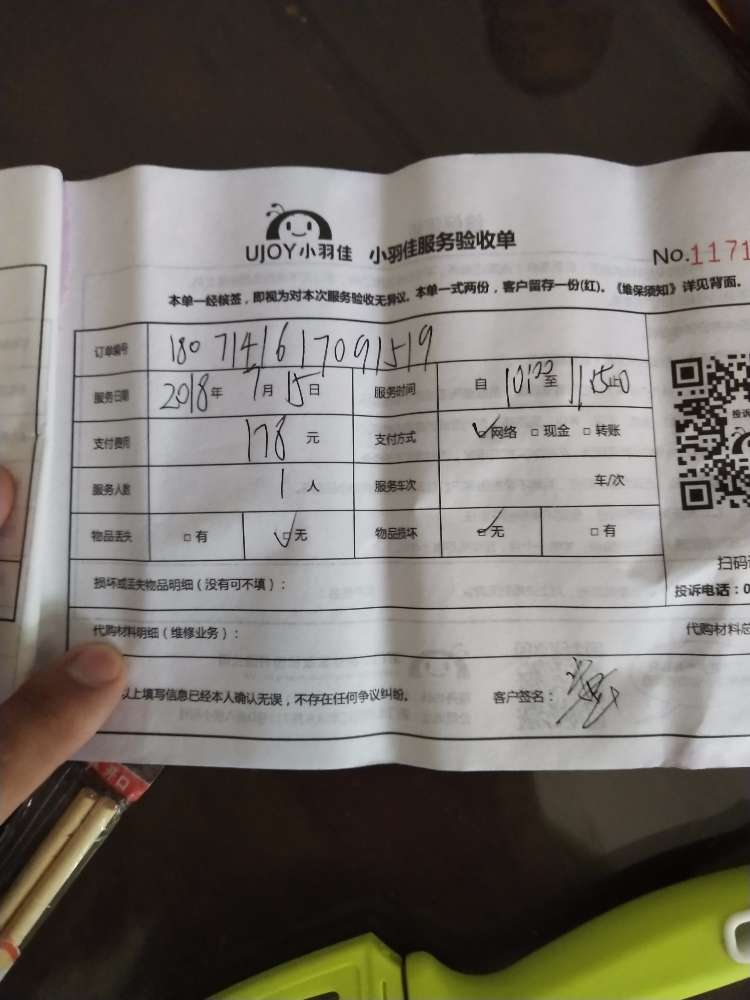 UJOY小羽佳 小羽佳服务验收单 No.1171
本单一经核签，即视为对本次服务验收无异议。本单一式两份，客户留存一份(红)。《维保须知》详见背面。
订单编号 1807141617091519
服务日期 2018年 7月 15日 服务时间 自 10:00 至 止
支付费用 178 元 支付方式 网络 □ 现金 □ 转账
服务人数 1 人 服务车次 车/次
物品丢失 □ 有 □ 无 物品损坏 □ 无 □ 有
投诉
损坏或丢失物品明细（没有可不填）：
扫码
投诉电话：0
代购材料明细（维修业务）： 代购材料总
以上填写信息已经本人确认无误，不存在任何争议纠纷。 客户签名：
开口